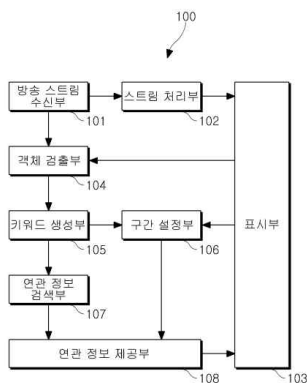 100
방송 스트림
수신부
101
스트림 처리부
102
객체 검출부
104
키워드 생성부
105
구간 설정부
106
표시부
연관 정보
검색부
107
연관 정보 제공부
108
103